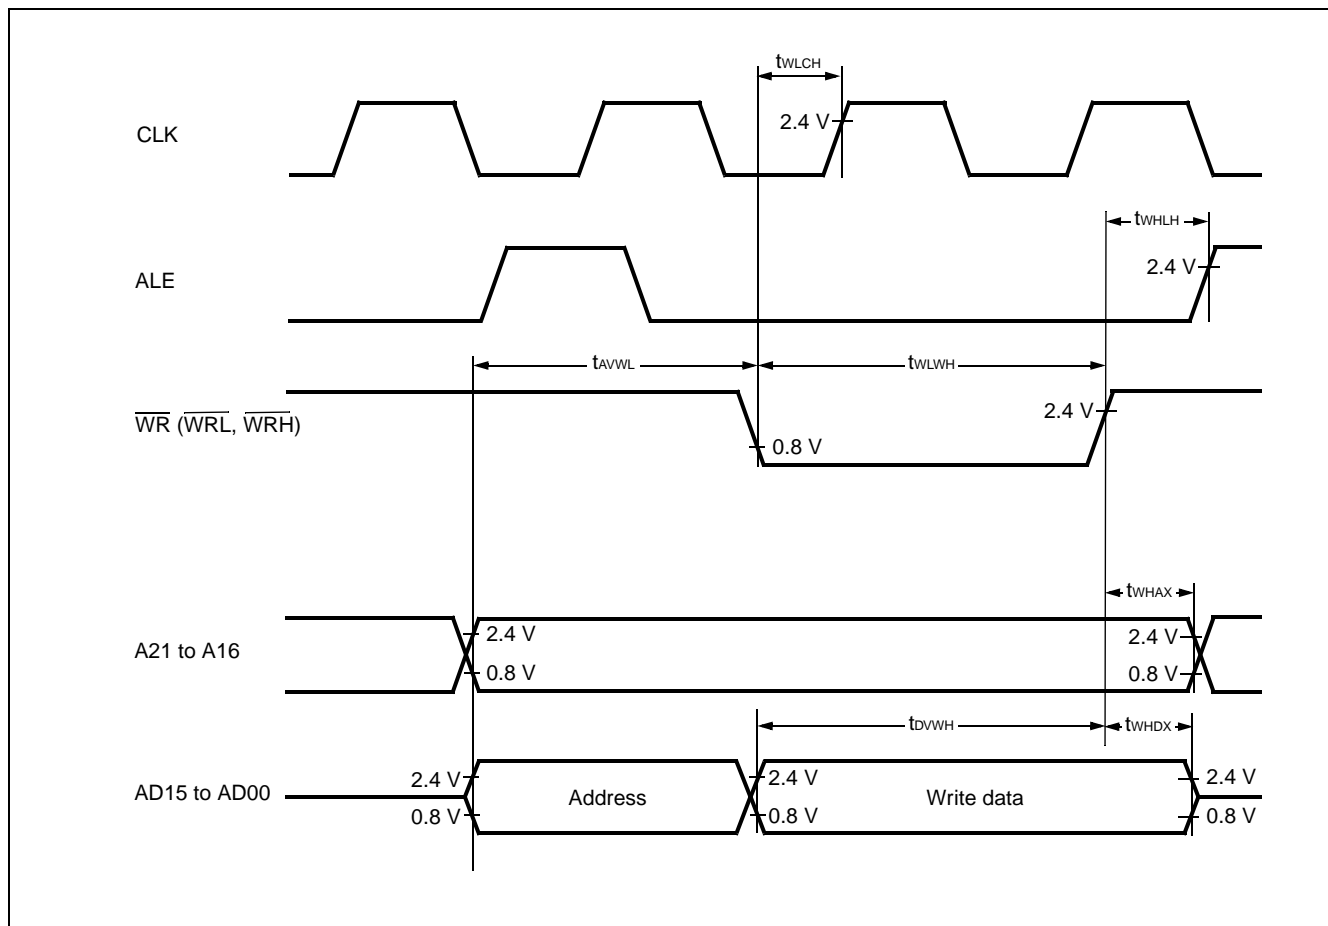 tWLCH
2.4 V
CLK
tWHLH
2.4 V
ALE
tAVWL
tWLWH
2.4 V
WR (WRL, WRH)
0.8 V
tWHAX
2.4 V
2.4 V
A21 to A16
0.8 V
0.8 V
tDVWH
tWHDX
2.4 V
2.4 V
2.4 V
AD15 to AD00
Address
Write data
0.8 V
0.8 V
0.8 V